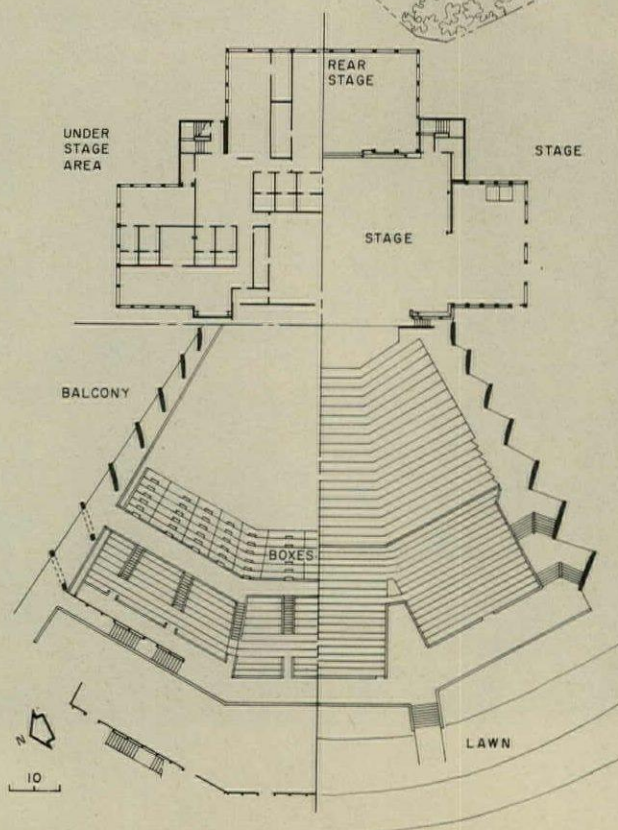 REAR
STAGE
UNDER
STAGE
AREA
STAGE
STAGE
BALCONY
BOXES
N
LAWN
10